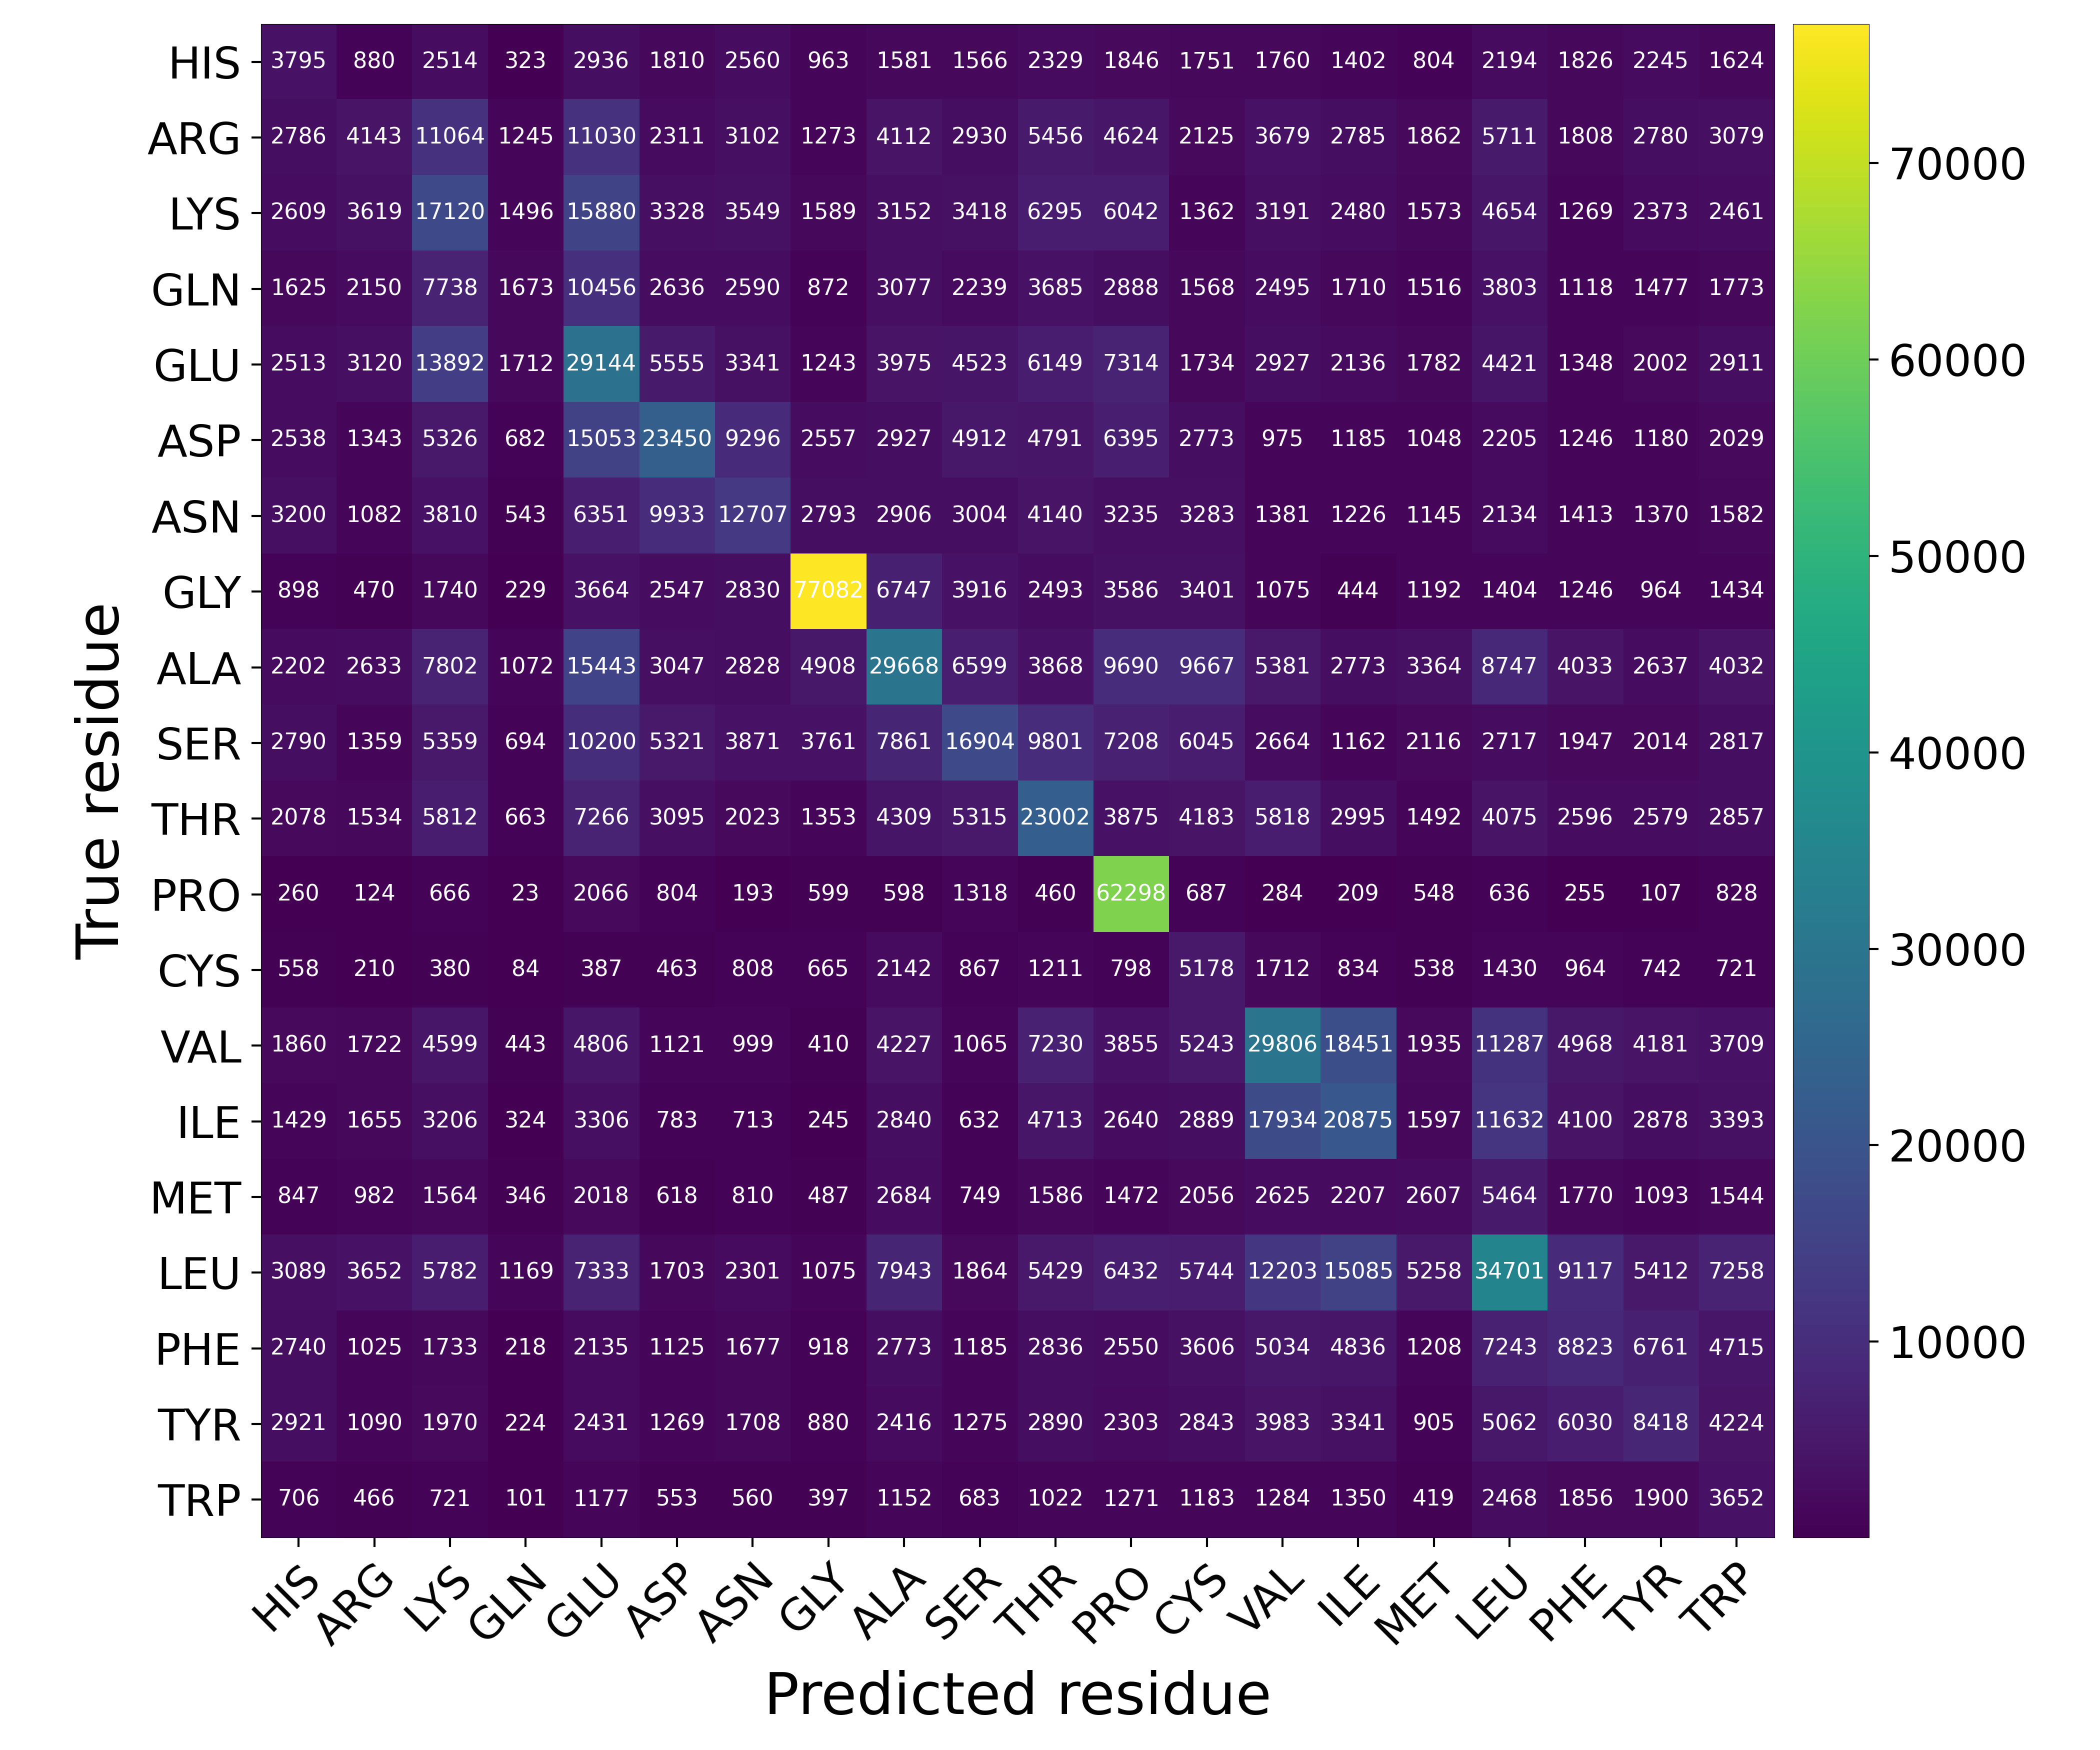 HIS 3795 880 2514 323 2936 1810 2560 963 1581 1566 2329 1846 1751 1760 1402 804 2194 1826 2245 1624
ARG 2786 4143 11064 1245 11030 2311 3102 1273 4112 2930 5456 4624 2125 3679 2785 1862 5711 1808 2780 3079
LYS 2609 3619 17120 1496 15880 3328 3549 1589 3152 3418 6295 6042 1362 3191 2480 1573 4654 1269 2373 2461
GLN 1625 2150 7738 1673 10456 2636 2590 872 3077 2239 3685 2888 1568 2495 1710 1516 3803 1118 1477 1773
GLU 2513 3120 13892 1712 29144 5555 3341 1243 3975 4523 6149 7314 1734 2927 2136 1782 4421 1348 2002 2911
ASP 2538 1343 5326 682 15053 23450 9296 2557 2927 4912 4791 6395 2773 975 1185 1048 2205 1246 1180 2029
ASN 3200 1082 3810 543 6351 9933 12707 2793 2906 3004 4140 3235 3283 1381 1226 1145 2134 1413 1370 1582
GLY 898 470 1740 229 3664 2547 2830 77082 6747 3916 2493 3586 3401 1075 444 1192 1404 1246 964 1434
ALA 2202 2633 7802 1072 15443 3047 2828 4908 29668 6599 3868 9690 9667 5381 2773 3364 8747 4033 2637 4032
SER 2790 1359 5359 694 10200 5321 3871 3761 7861 16904 9801 7208 6045 2664 1162 2116 2717 1947 2014 2817
THR 2078 1534 5812 663 7266 3095 2023 1353 4309 5315 23002 3875 4183 5818 2995 1492 4075 2596 2579 2857
PRO 260 124 666 23 2066 804 193 599 598 1318 460 62298 687 284 209 548 636 255 107 828
CYS 558 210 380 84 387 463 808 665 2142 867 1211 798 5178 1712 834 538 1430 964 742 721
VAL 1860 1722 4599 443 4806 1121 999 410 4227 1065 7230 3855 5243 29806 18451 1935 11287 4968 4181 3709
ILE 1429 1655 3206 324 3306 783 713 245 2840 632 4713 2640 2889 17934 20875 1597 11632 4100 2878 3393
MET 847 982 1564 346 2018 618 810 487 2684 749 1586 1472 2056 2625 2207 2607 5464 1770 1093 1544
LEU 3089 3652 5782 1169 7333 1703 2301 1075 7943 1864 5429 6432 5744 12203 15085 5258 34701 9117 5412 7258
PHE 2740 1025 1733 218 2135 1125 1677 918 2773 1185 2836 2550 3606 5034 4836 1208 7243 8823 6761 4715
TYR 2921 1090 1970 224 2431 1269 1708 880 2416 1275 2890 2303 2843 3983 3341 905 5062 6030 8418 4224
TRP 706 466 721 101 1177 553 560 397 1152 683 1022 1271 1183 1284 1350 419 2468 1856 1900 3652
HIS ARG LYS GLN GLU ASP ASN GLY ALA SER THR PRO CYS VAL ILE MET LEU PHE TYR TRP
Predicted residue
True residue
70000
60000
50000
40000
30000
20000
10000